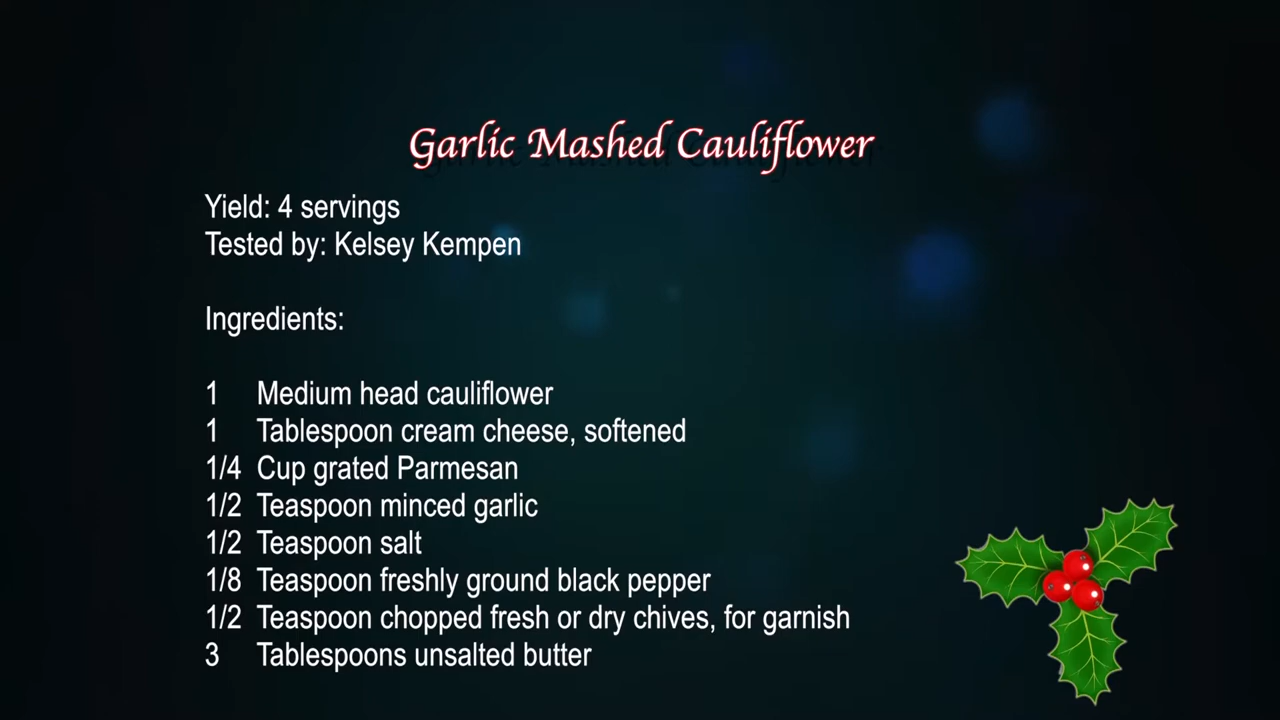 Garlic Mashed Cauliflower
Yield: 4 servings
Tested by: Kelsey Kempen
Ingredients:
1 Medium head cauliflower
1 Tablespoon cream cheese, softened
1/4 Cup grated Parmesan
1/2 Teaspoon minced garlic
1/2 Teaspoon salt
1/8 Teaspoon freshly ground black pepper
1/2 Teaspoon chopped fresh or dry chives, for garnish
3 Tablespoons unsalted butter